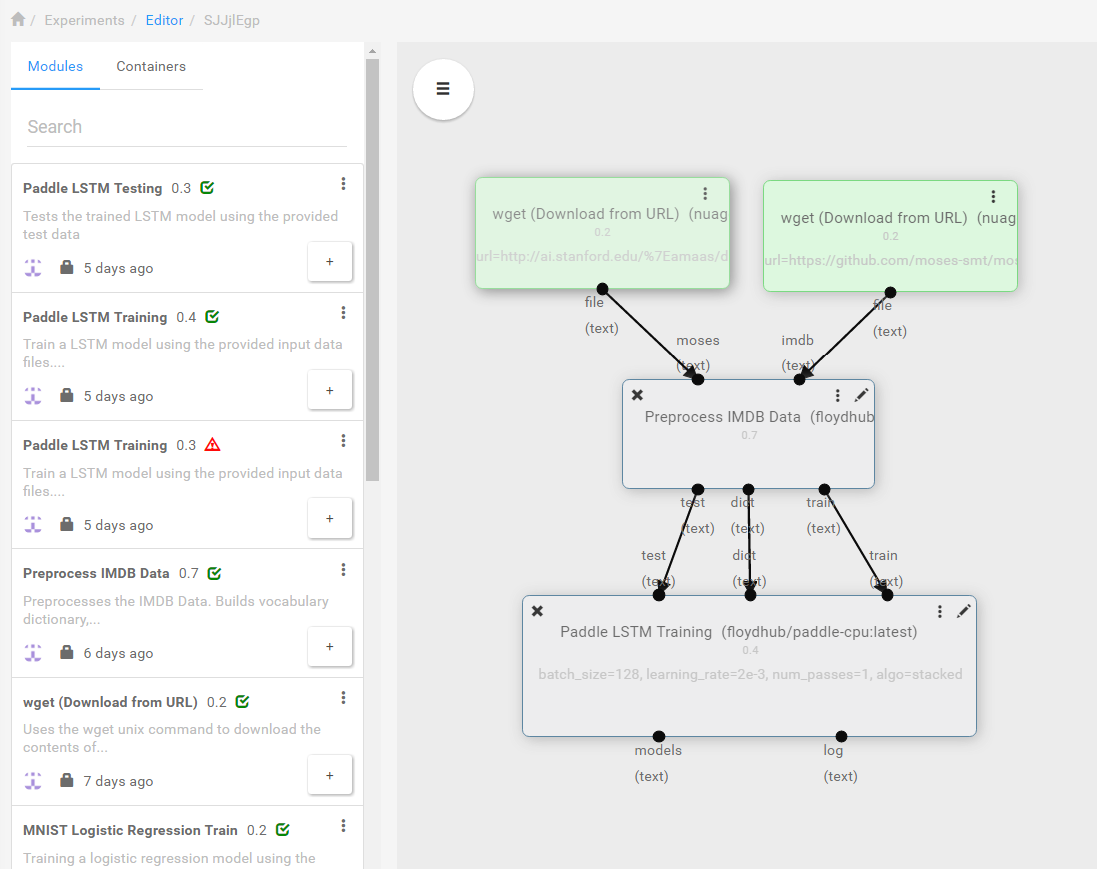 / Experiments / Editor / SJJjlEgp
Modules Containers
Search
Paddle LSTM Testing 0.3
Tests the trained LSTM model using the provided
test data
5 days ago
+
Paddle LSTM Training 0.4
Train a LSTM model using the provided input data
files....
5 days ago
+
Paddle LSTM Training 0.3
Train a LSTM model using the provided input data
files....
5 days ago
+
Preprocess IMDB Data 0.7
Preprocesses the IMDB Data. Builds vocabulary
dictionary,...
6 days ago
+
wget (Download from URL) 0.2
Uses the wget unix command to download the
contents of...
7 days ago
+
MNIST Logistic Regression Train 0.2
Training a logistic regression model using the
wget (Download from URL) (nuag
0.2
url=http://ai.stanford.edu/%7Eamaas/d
file
(text)
wget (Download from URL) (nuag
0.2
url=https://github.com/moses-smt/mos
file
(text)
moses
(text)
imdb
(text)
Preprocess IMDB Data (floydhub
0.7
test
(text)
dict
(text)
train
(text)
test
(text)
dict
(text)
train
(text)
Paddle LSTM Training (floydhub/paddle-cpu:latest)
0.4
batch_size=128, learning_rate=2e-3, num_passes=1, algo=stacked
models
(text)
log
(text)